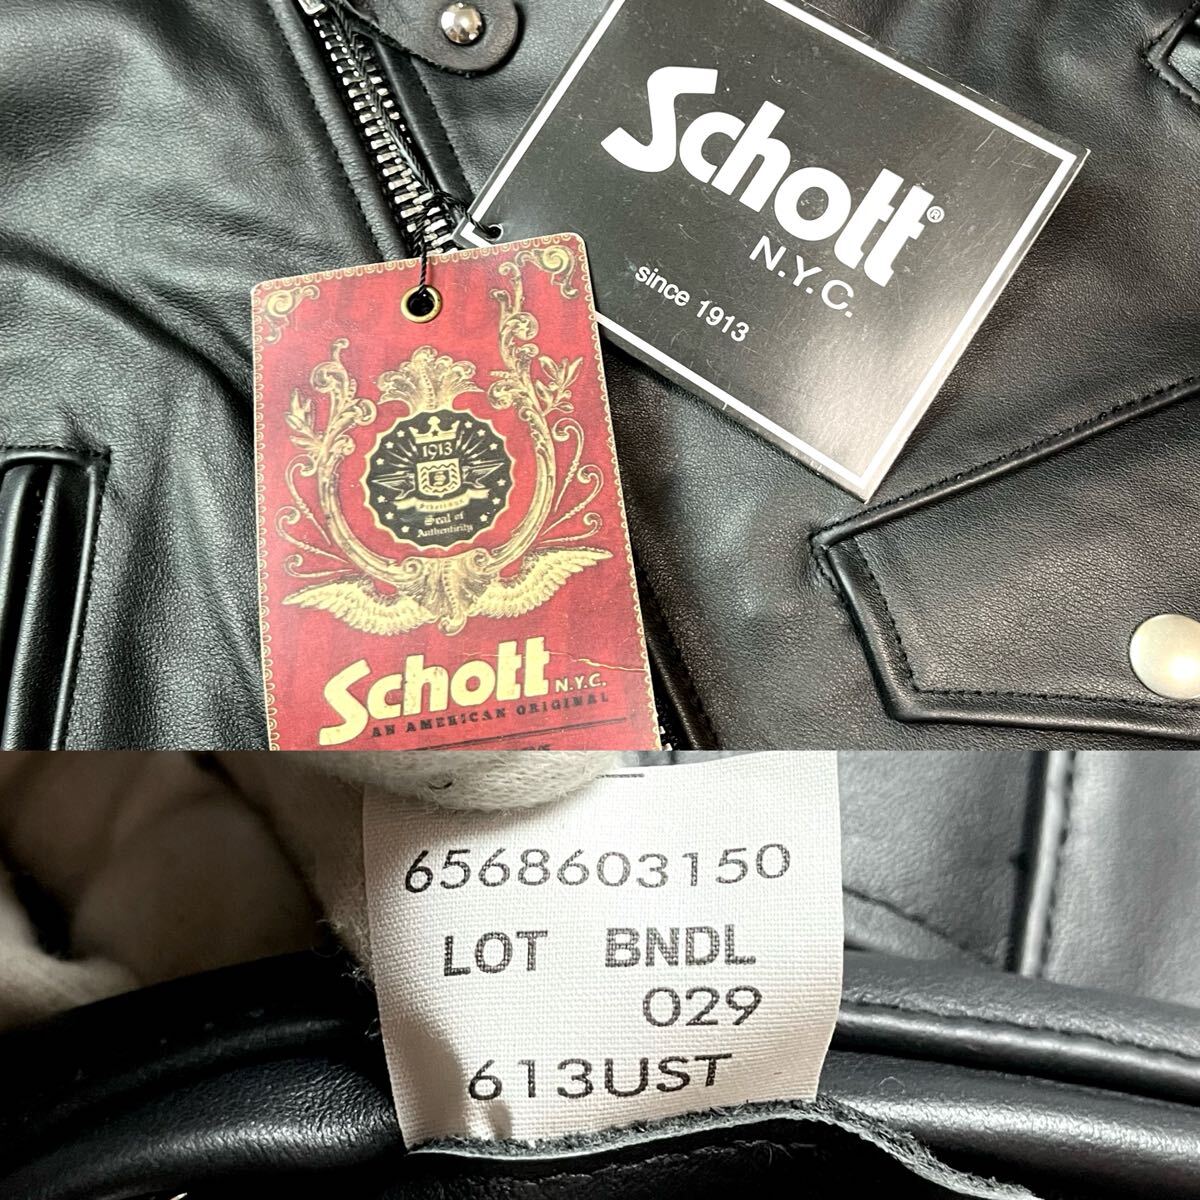 Schott®
N.Y.C.
since 1913
1913
Seal of
Authenticity
Schott N.Y.C.
AN AMERICAN ORIGINAL
6568603150
LOT BNDL
029
613UST